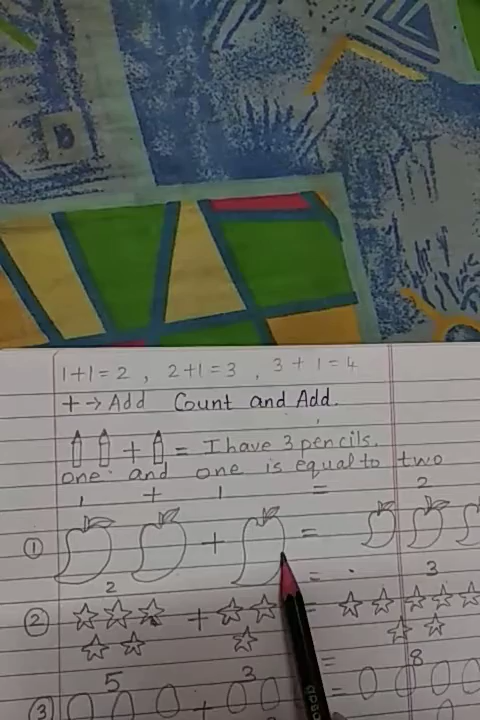 1+1=2 , 2+1=3 , 3+1=4
+→Add Count and Add.
+ = I have 3 pencils.
one and one is equal to two
1 + 1 = 2
① + =
2 = 3
② + =
5 3 = 8
③ + =